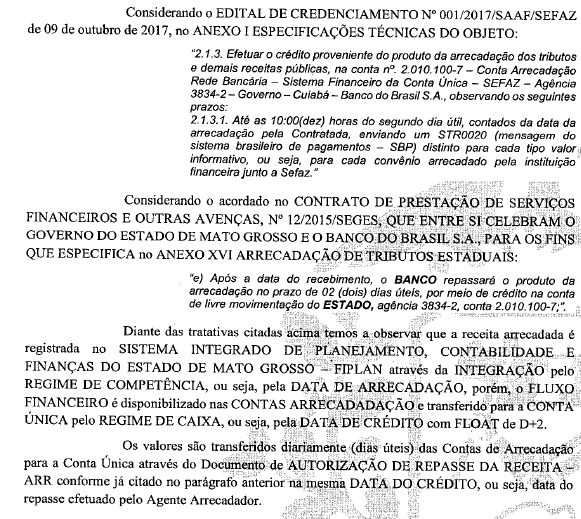 Considerando o EDITAL DE CREDENCIAMENTO Nº 001/2017/SAAF/SEFAZ
de 09 de outubro de 2017, no ANEXO I ESPECIFICAÇÕES TÉCNICAS DO OBJETO:
"2.1.3. Efetuar o crédito proveniente do produto da arrecadação dos tributos
e demais receitas públicas, na conta nº. 2.010.100-7 – Conta Arrecadação
Rede Bancária – Sistema Financeiro da Conta Única – SEFAZ – Agência
3834-2 – Governo – Cuiabá - Banco do Brasil S.A., observando os seguintes
prazos:
2.1.3.1. Até as 10:00(dez) horas do segundo dia útil, contados da data da
arrecadação pela Contratada, enviando um STR0020 (mensagem do
sistema brasileiro de pagamentos – SBP) distinto para cada tipo valor
informativo, ou seja, para cada convênio arrecadado pela instituição
financeira junto a Sefaz."
Considerando o acordado no CONTRATO DE PRESTAÇÃO DE SERVIÇOS
FINANCEIROS E OUTRAS AVENÇAS, Nº 12/2015/SEGES, QUE ENTRE SI CELEBRAM O
GOVERNO DO ESTADO DE MATO GROSSO E O BANCO DO BRASIL S.A., PARA OS FINS
QUE ESPECIFICA no ANEXO XVI ARRECADAÇÃO DE TRIBUTOS ESTADUAIS:
"e) Após a data do recebimento, o BANCO repassará o produto da
arrecadação no prazo de 02 (dois) dias úteis, por meio de crédito na conta
de livre movimentação do ESTADO, agência 3834-2, conta 2.010.100-7;".
Diante das tratativas citadas acima temos a observar que a receita arrecadada é
registrada no SISTEMA INTEGRADO DE PLANEJAMENTO, CONTABILIDADE E
FINANÇAS DO ESTADO DE MATO GROSSO – FIPLAN através da INTEGRAÇÃO pelo
REGIME DE COMPETÊNCIA, ou seja, pela DATA DE ARRECADAÇÃO, porém, o FLUXO
FINANCEIRO é disponibilizado nas CONTAS ARRECADADAÇÃO e transferido para a CONTA
ÚNICA pelo REGIME DE CAIXA, ou seja, pela DATA DE CRÉDITO com FLOAT de D+2.
Os valores são transferidos diariamente (dias úteis) das Contas de Arrecadação
para a Conta Única através do Documento de AUTORIZAÇÃO DE REPASSE DA RECEITA –
ARR conforme já citado no parágrafo anterior na mesma DATA DO CRÉDITO, ou seja, data do
repasse efetuado pelo Agente Arrecadador.